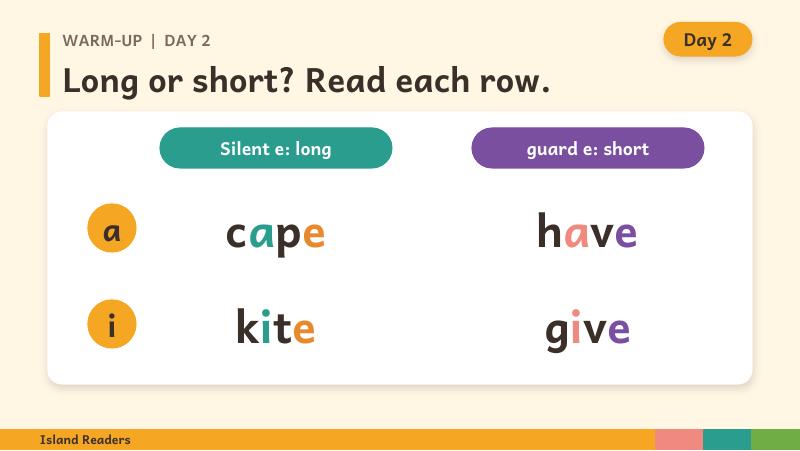 WARM-UP | DAY 2
Day 2
Long or short? Read each row.
Silent e: long
guard e: short
a
cape
have
i
kite
give
Island Readers